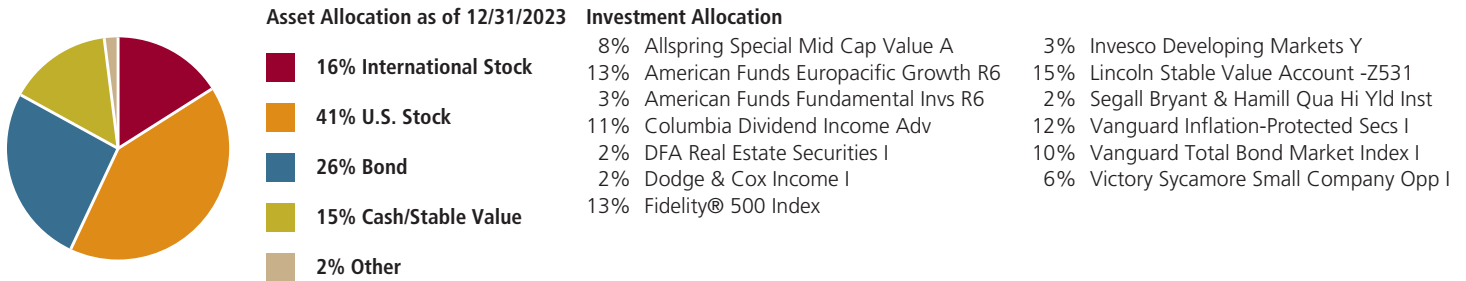 Asset Allocation as of 12/31/2023
16% International Stock
41% U.S. Stock
26% Bond
15% Cash/Stable Value
2% Other
Investment Allocation
8% Allspring Special Mid Cap Value A
13% American Funds Europacific Growth R6
3% American Funds Fundamental Invs R6
11% Columbia Dividend Income Adv
2% DFA Real Estate Securities I
2% Dodge & Cox Income I
13% Fidelity® 500 Index
3% Invesco Developing Markets Y
15% Lincoln Stable Value Account -Z531
2% Segall Bryant & Hamill Qua Hi Yld Inst
12% Vanguard Inflation-Protected Secs I
10% Vanguard Total Bond Market Index I
6% Victory Sycamore Small Company Opp I